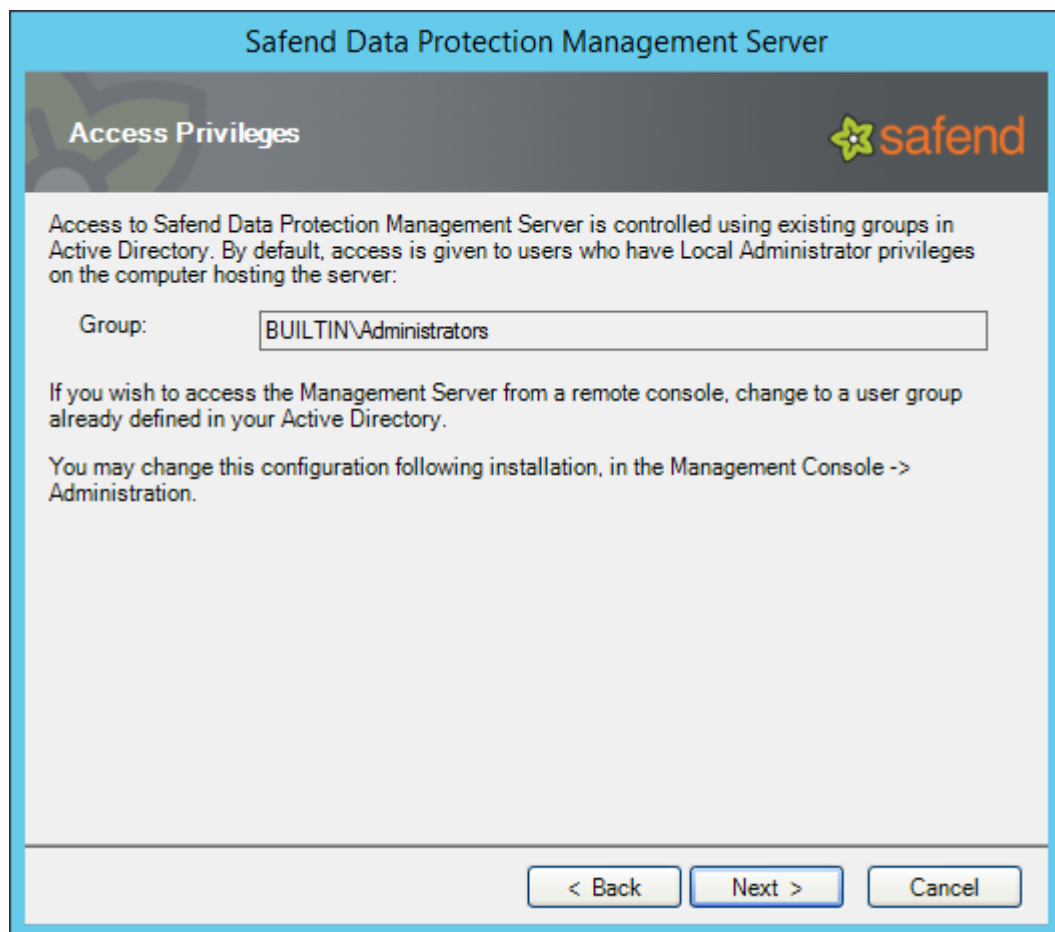 Safend Data Protection Management Server
Access Privileges
safend
Access to Safend Data Protection Management Server is controlled using existing groups in
Active Directory. By default, access is given to users who have Local Administrator privileges
on the computer hosting the server:
Group:
BUILTIN\Administrators
If you wish to access the Management Server from a remote console, change to a user group
already defined in your Active Directory.
You may change this configuration following installation, in the Management Console ->
Administration.
< Back
Next >
Cancel